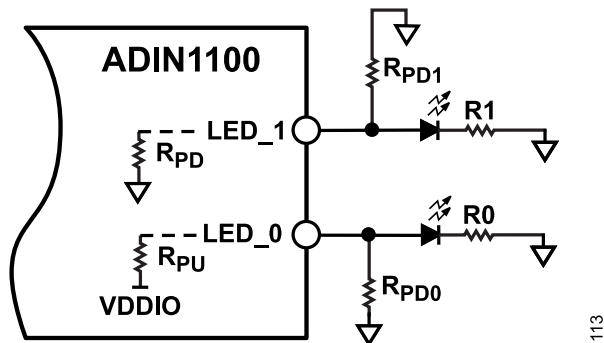 ADIN1100
RPD1
LED_1
R1
RPD
LED_0
R0
RPU
RPD0
VDDIO
113